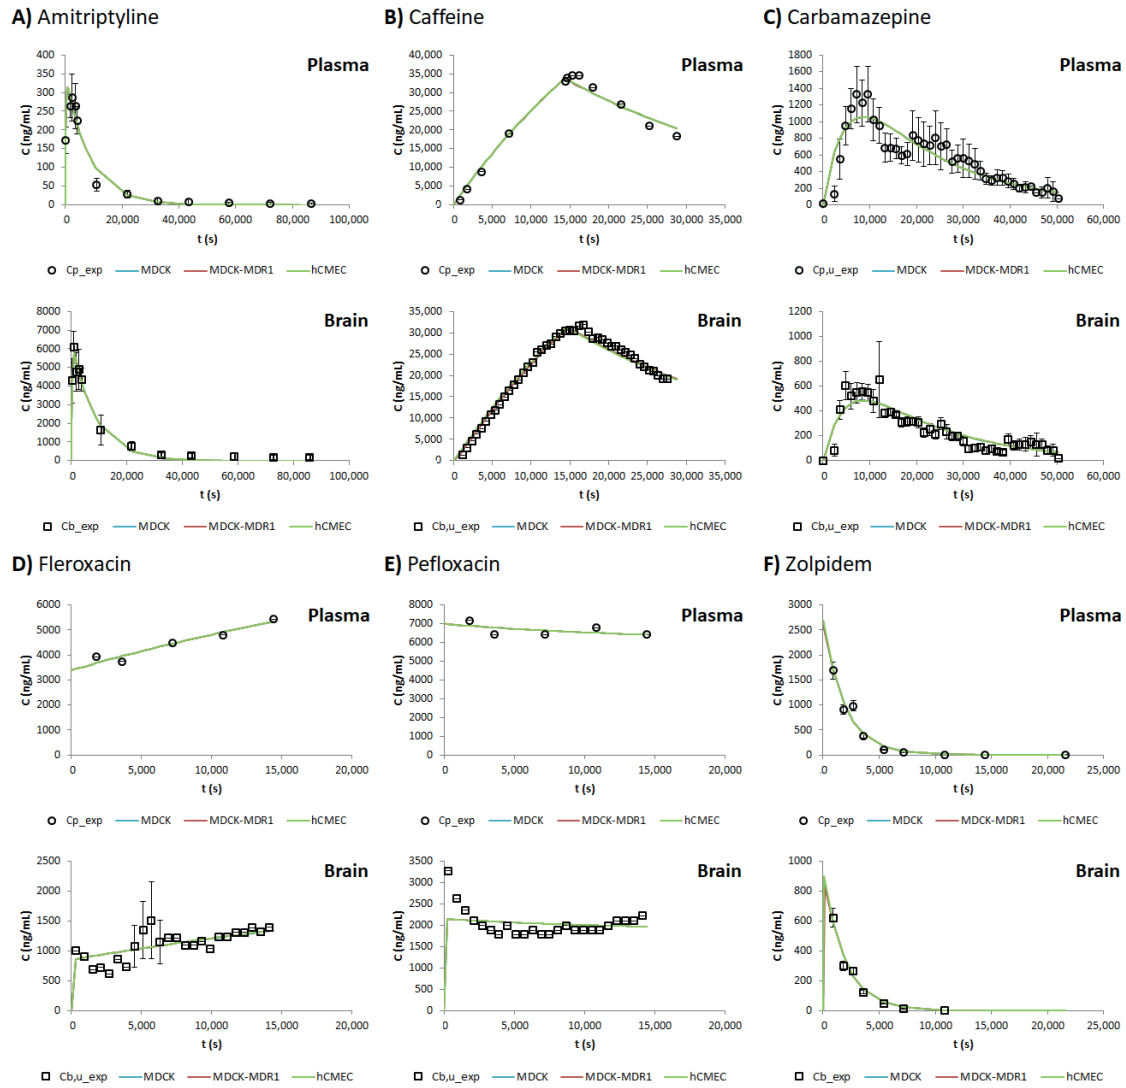 A) Amitriptyline
B) Caffeine
C) Carbamazepine
Plasma
C (ng/mL)
400
350
300
250
200
150
100
50
0
0 20,000 40,000 60,000 80,000 100,000
t (s)
Cp_exp MDCK MDCK-MDR1 hCMEC
Plasma
C (ng/mL)
40,000
35,000
30,000
25,000
20,000
15,000
10,000
5,000
0
0 5,000 10,000 15,000 20,000 25,000 30,000 35,000
t (s)
Cp_exp MDCK MDCK-MDR1 hCMEC
Plasma
C (ng/mL)
1800
1600
1400
1200
1000
800
600
400
200
0
0 10,000 20,000 30,000 40,000 50,000 60,000
t (s)
Cp,u_exp MDCK MDCK-MDR1 hCMEC
Brain
C (ng/mL)
8000
7000
6000
5000
4000
3000
2000
1000
0
0 20,000 40,000 60,000 80,000 100,000
t (s)
Cb_exp MDCK MDCK-MDR1 hCMEC
Brain
C (ng/mL)
35,000
30,000
25,000
20,000
15,000
10,000
5,000
0
0 5,000 10,000 15,000 20,000 25,000 30,000 35,000
t (s)
Cb,u_exp MDCK MDCK-MDR1 hCMEC
Brain
C (ng/mL)
1200
1000
800
600
400
200
0
0 10,000 20,000 30,000 40,000 50,000 60,000
t (s)
Cb,u_exp MDCK MDCK-MDR1 hCMEC
D) Fleroxacin
E) Pefloxacin
F) Zolpidem
Plasma
C (ng/mL)
6000
5000
4000
3000
2000
1000
0
0 5,000 10,000 15,000 20,000
t (s)
Cp_exp MDCK MDCK-MDR1 hCMEC
Plasma
C (ng/mL)
8000
7000
6000
5000
4000
3000
2000
1000
0
0 5,000 10,000 15,000 20,000
t (s)
Cp_exp MDCK MDCK-MDR1 hCMEC
Plasma
C (ng/mL)
3000
2500
2000
1500
1000
500
0
0 5,000 10,000 15,000 20,000 25,000
t (s)
Cp_exp MDCK MDCK-MDR1 hCMEC
Brain
C (ng/mL)
2500
2000
1500
1000
500
0
0 5,000 10,000 15,000 20,000
t (s)
Cb,u_exp MDCK MDCK-MDR1 hCMEC
Brain
C (ng/mL)
3500
3000
2500
2000
1500
1000
500
0
0 5,000 10,000 15,000 20,000
t (s)
Cb,u_exp MDCK MDCK-MDR1 hCMEC
Brain
C (ng/mL)
1000
800
600
400
200
0
0 5,000 10,000 15,000 20,000 25,000
t (s)
Cb_exp MDCK MDCK-MDR1 hCMEC